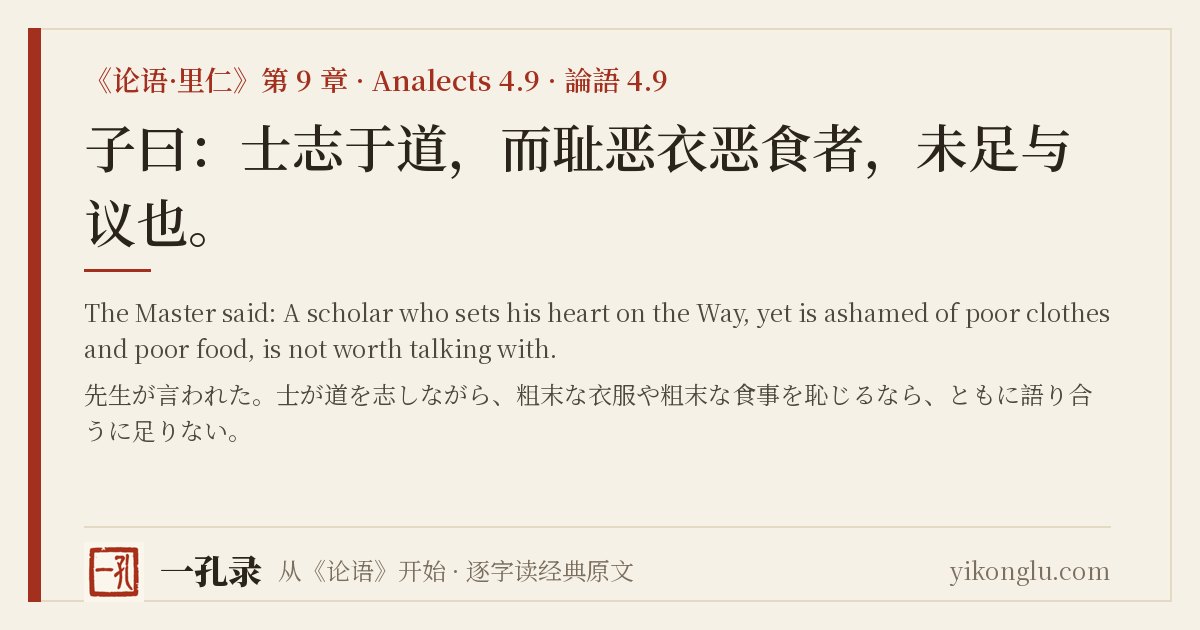 《论语·里仁》第 9 章 · Analects 4.9 · 論語 4.9
子曰：士志于道，而耻恶衣恶食者，未足与
议也。
The Master said: A scholar who sets his heart on the Way, yet is ashamed of poor clothes
and poor food, is not worth talking with.
先生が言われた。士が道を志しながら、粗末な衣服や粗末な食事を恥じるなら、ともに語り合
うに足りない。
一孔
一孔录
从《论语》开始 · 逐字读经典原文
yikonglu.com